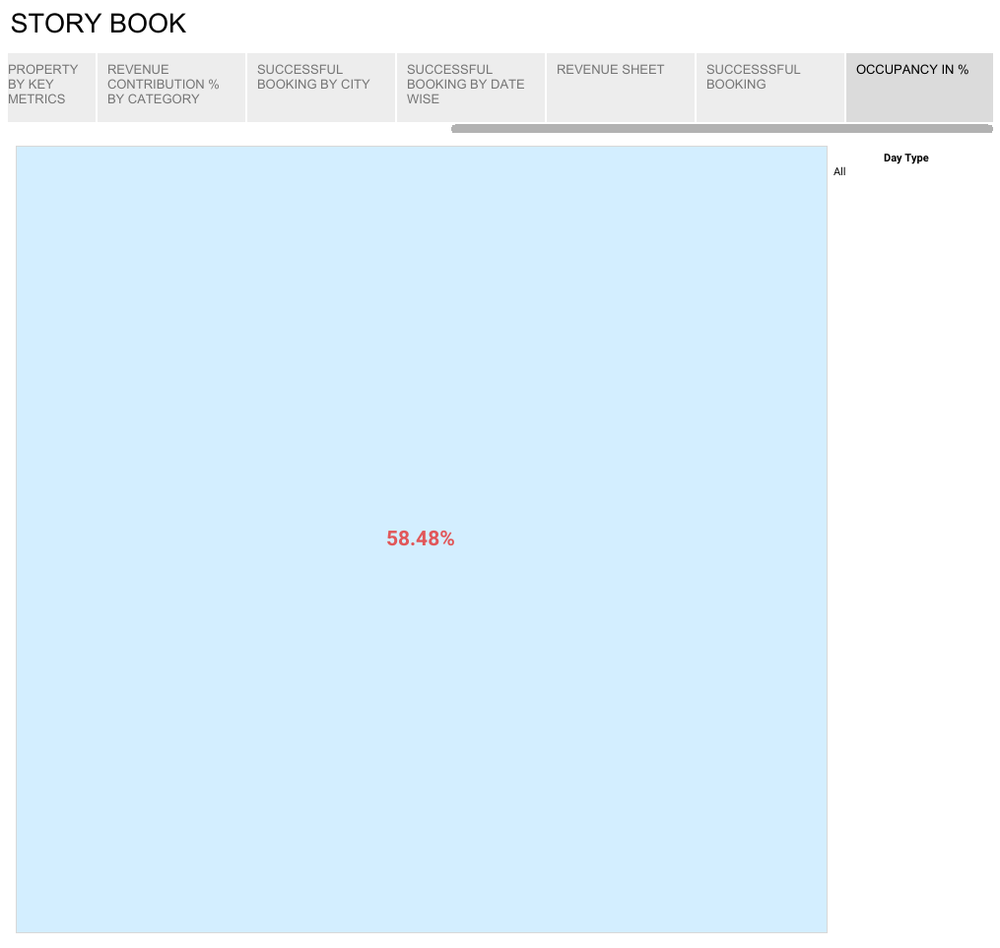 STORY BOOK
PROPERTY
BY KEY
METRICS
REVENUE
CONTRIBUTION %
BY CATEGORY
SUCCESSFUL
BOOKING BY CITY
SUCCESSFUL
BOOKING BY DATE
WISE
REVENUE SHEET
SUCCESSSFUL
BOOKING
OCCUPANCY IN %
Day Type
All
58.48%